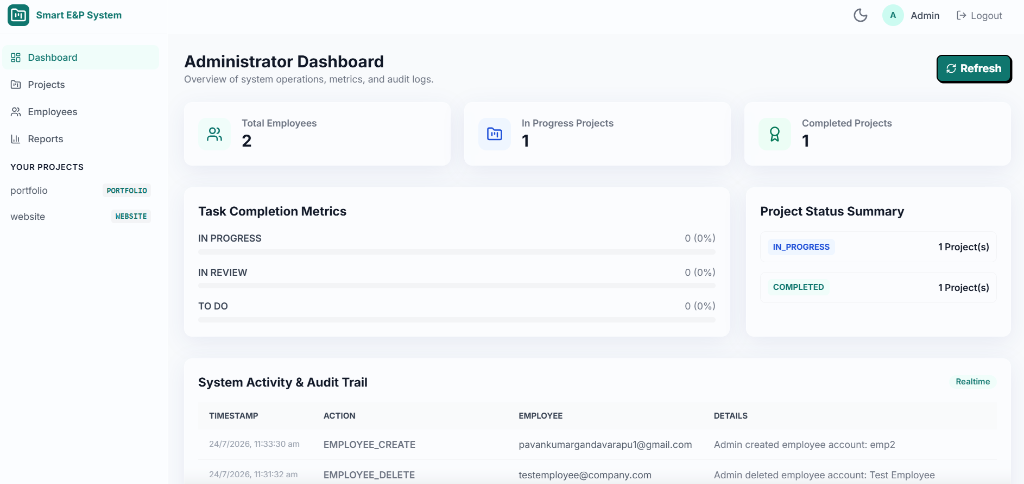 Smart E&P System
A
Admin
Logout
Dashboard
Projects
Employees
Reports
YOUR PROJECTS
portfolio PORTFOLIO
website WEBSITE
Administrator Dashboard
Overview of system operations, metrics, and audit logs.
Refresh
Total Employees
2
In Progress Projects
1
Completed Projects
1
Task Completion Metrics
IN PROGRESS 0 (0%)
IN REVIEW 0 (0%)
TO DO 0 (0%)
Project Status Summary
IN_PROGRESS 1 Project(s)
COMPLETED 1 Project(s)
System Activity & Audit Trail
Realtime
TIMESTAMP ACTION EMPLOYEE DETAILS
24/7/2026, 11:33:30 am EMPLOYEE_CREATE pavankumargandavarapu1@gmail.com Admin created employee account: emp2
24/7/2026, 11:31:32 am EMPLOYEE_DELETE testemployee@company.com Admin deleted employee account: Test Employee